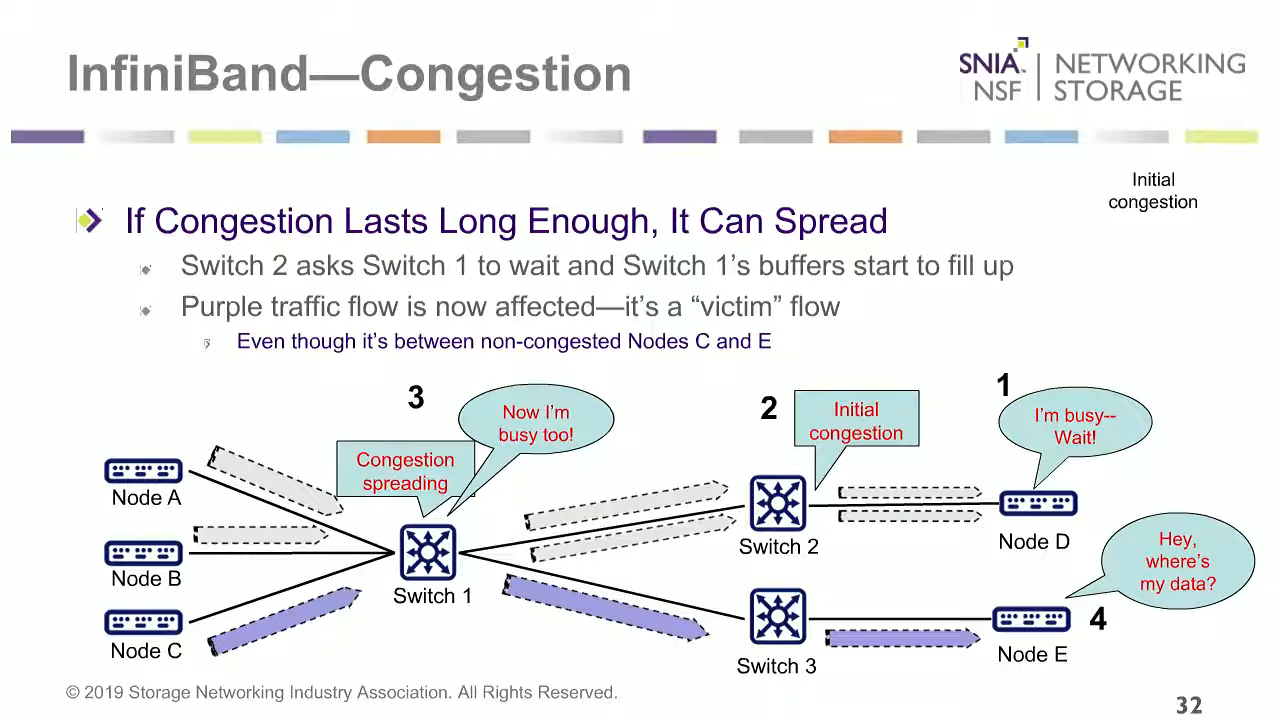 InfiniBand—Congestion
SNIA™ NSF | NETWORKING STORAGE
Initial
congestion
If Congestion Lasts Long Enough, It Can Spread
Switch 2 asks Switch 1 to wait and Switch 1’s buffers start to fill up
Purple traffic flow is now affected—it’s a “victim” flow
Even though it’s between non-congested Nodes C and E
3
Now I’m
busy too!
2
Initial
congestion
1
I’m busy--
Wait!
Congestion
spreading
Node A
Node B
Node C
Switch 1
Switch 2
Node D
Hey,
where’s
my data?
4
Switch 3
Node E
© 2019 Storage Networking Industry Association. All Rights Reserved.
32